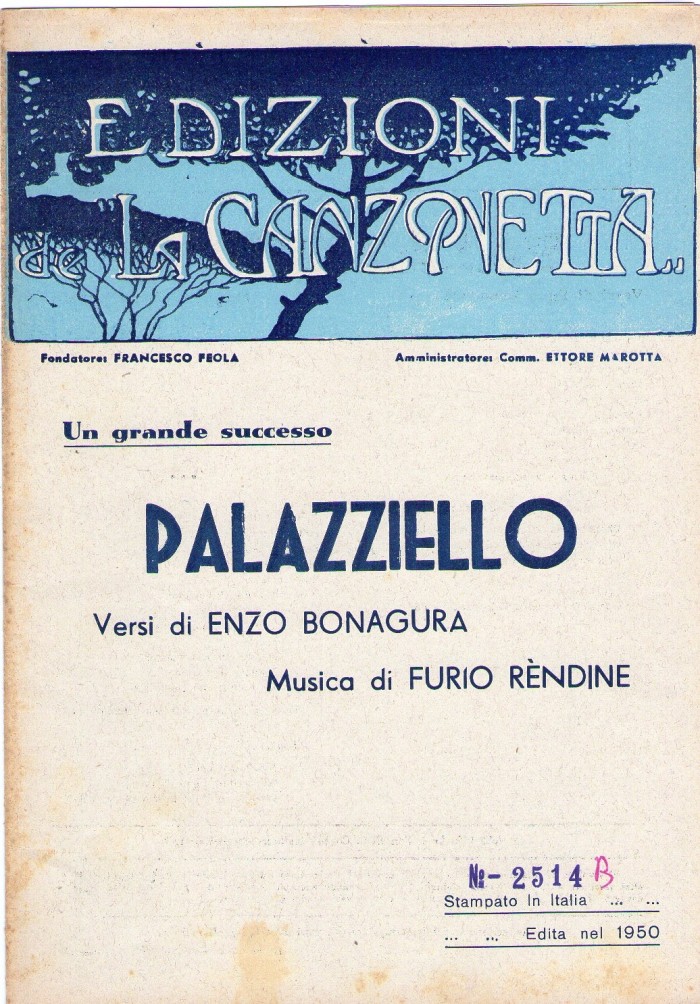 EDIZIONI
de LA CANZONETTA„
Fondatore: FRANCESCO FEOLA
Amministratore: Comm. ETTORE MAROTTA
Un grande successo
PALAZZIELLO
Versi di ENZO BONAGURA
Musica di FURIO RÈNDINE
№- 2514 B
Stampato In Italia ... ...
... ... Edita nel 1950